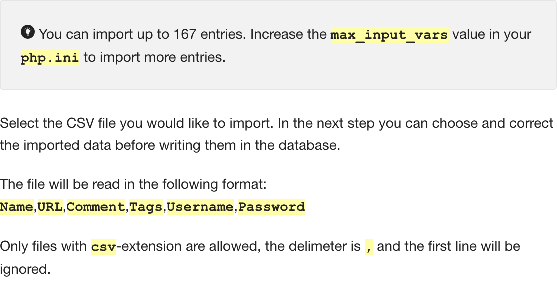 You can import up to 167 entries. Increase the max_input_vars value in your
php.ini to import more entries.
Select the CSV file you would like to import. In the next step you can choose and correct
the imported data before writing them in the database.
The file will be read in the following format:
Name,URL,Comment,Tags,Username,Password
Only files with csv-extension are allowed, the delimeter is , and the first line will be
ignored.